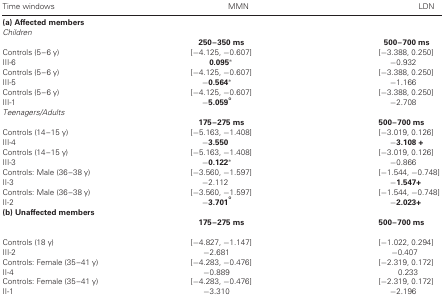 Time windows MMN LDN
(a) Affected members
Children
250–350 ms 500–700 ms
Controls (5–6 y) [−4.125, −0.607] [−3.388, 0.250]
III-6 0.095* −0.932
Controls (5–6 y) [−4.125, −0.607] [−3.388, 0.250]
III-5 −0.564* −1.166
Controls (5–6 y) [−4.125, −0.607] [−3.388, 0.250]
III-1 −5.059° −2.708
Teenagers/Adults
175–275 ms 500–700 ms
Controls (14–15 y) [−5.163, −1.408] [−3.019, 0.126]
III-4 −3.550 −3.108 +
Controls (14–15 y) [−5.163, −1.408] [−3.019, 0.126]
III-3 −0.122* −0.866
Controls: Male (36–38 y) [−3.560, −1.597] [−1.544, −0.748]
II-3 −2.112 −1.547+
Controls: Male (36–38 y) [−3.560, −1.597] [−1.544, −0.748]
II-2 −3.701° −2.023+
(b) Unaffected members
175–275 ms 500–700 ms
Controls (18 y) [−4.827, −1.147] [−1.022, 0.294]
III-2 −2.681 −0.407
Controls: Female (35–41 y) [−4.283, −0.476] [−2.319, 0.172]
II-4 −0.889 0.233
Controls: Female (35–41 y) [−4.283, −0.476] [−2.319, 0.172]
II-1 −3.310 −2.196